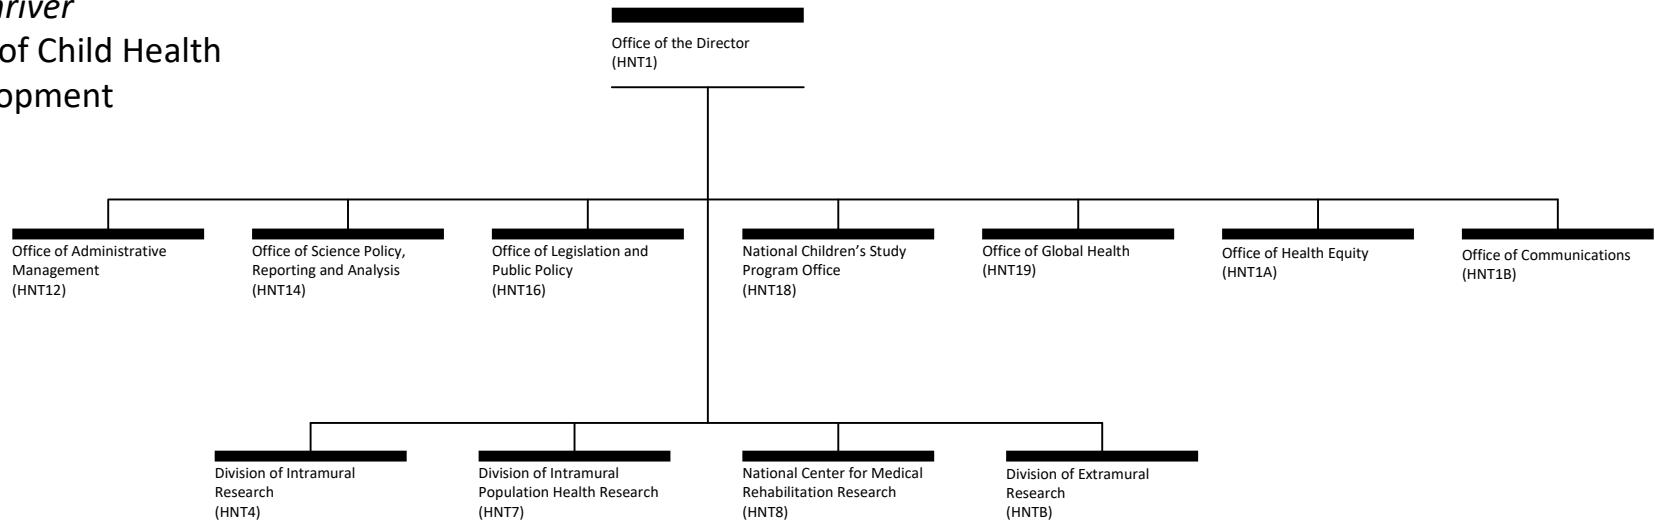 of Child Health
Office of the Director
(HNT1)
Office of Administrative
Management
(HNT12)
Office of Science Policy,
Reporting and Analysis
(HNT14)
Office of Legislation and
Public Policy
(HNT16)
National Children’s Study
Program Office
(HNT18)
Office of Global Health
(HNT19)
Office of Health Equity
(HNT1A)
Office of Communications
(HNT1B)
Division of Intramural
Research
(HNT4)
Division of Intramural
Population Health Research
(HNT7)
National Center for Medical
Rehabilitation Research
(HNT8)
Division of Extramural
Research
(HNTB)